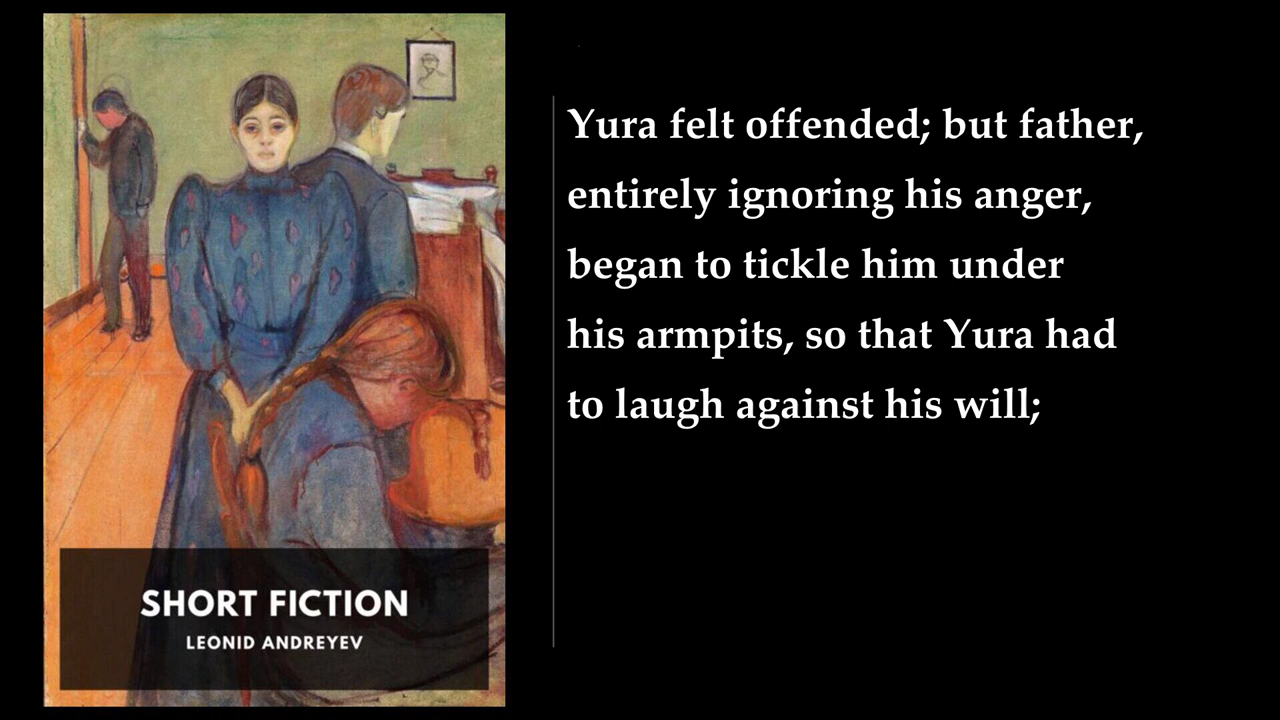 Yura felt offended; but father,
entirely ignoring his anger,
began to tickle him under
his armpits, so that Yura had
to laugh against his will;
SHORT FICTION
LEONID ANDREYEV